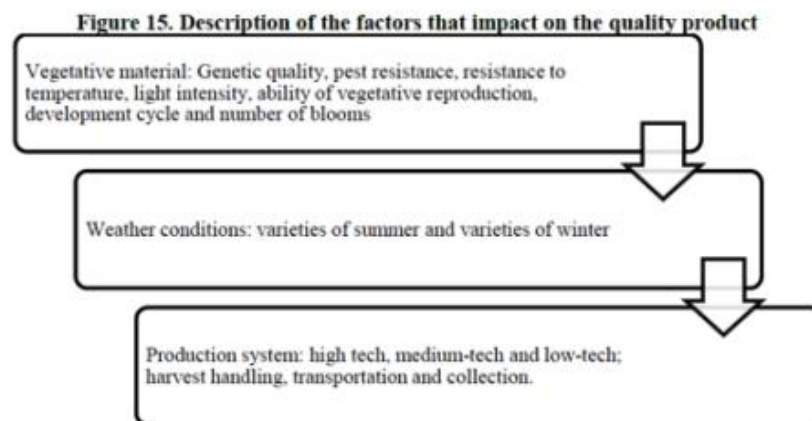 Figure 15. Description of the factors that impact on the quality product
Vegetative material: Genetic quality, pest resistance, resistance to
temperature, light intensity, ability of vegetative reproduction,
development cycle and number of blooms
Weather conditions: varieties of summer and varieties of winter
Production system: high tech, medium-tech and low-tech;
harvest handling, transportation and collection.